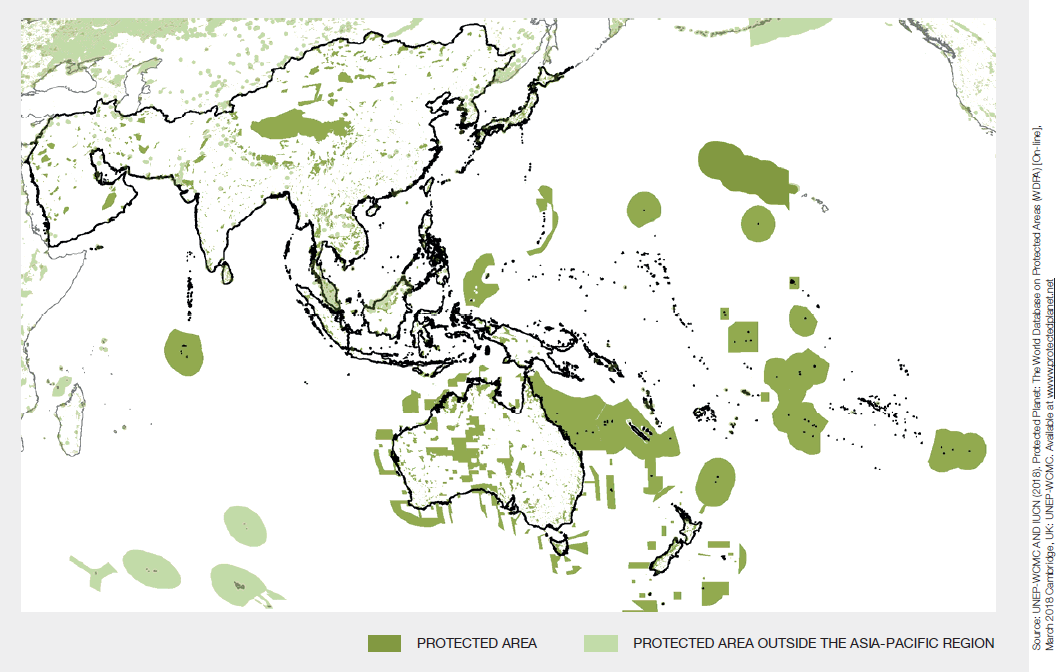 PROTECTED AREA
PROTECTED AREA OUTSIDE THE ASIA-PACIFIC REGION
Source: UNEP-WCMC AND IUCN (2018). Protected Planet: The World Database on Protected Areas (WDPA) [On-line],
March 2018 Cambridge, UK: UNEP-WCMC. Available at www.protectedplanet.net